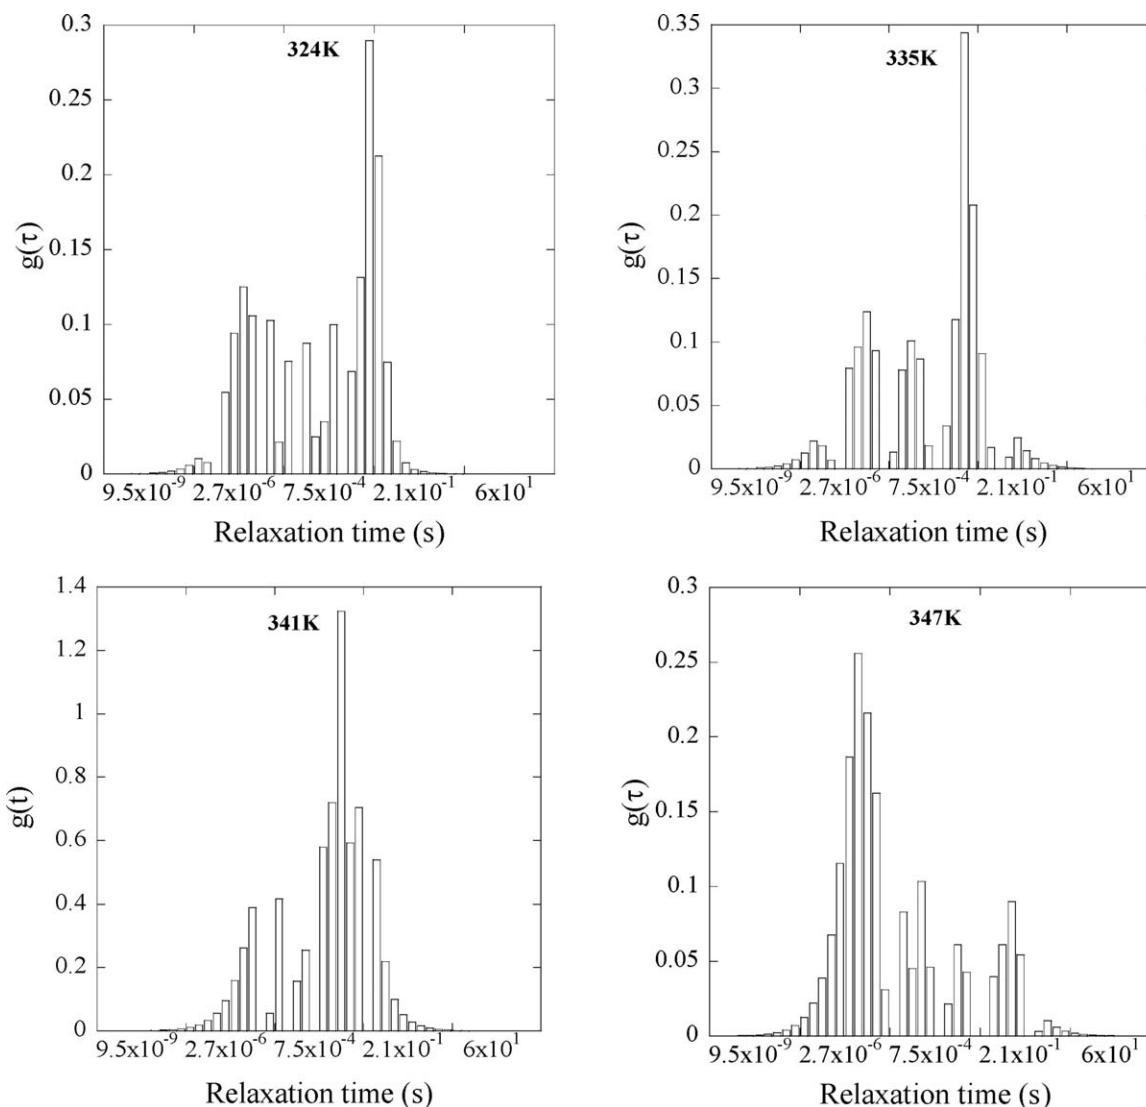 324K
g(τ)
0.3
0.25
0.2
0.15
0.1
0.05
0
9.5x10⁻⁹ 2.7x10⁻⁶ 7.5x10⁻⁴ 2.1x10⁻¹ 6x10¹
Relaxation time (s)
335K
g(τ)
0.35
0.3
0.25
0.2
0.15
0.1
0.05
0
9.5x10⁻⁹ 2.7x10⁻⁶ 7.5x10⁻⁴ 2.1x10⁻¹ 6x10¹
Relaxation time (s)
341K
g(t)
1.4
1.2
1
0.8
0.6
0.4
0.2
0
9.5x10⁻⁹ 2.7x10⁻⁶ 7.5x10⁻⁴ 2.1x10⁻¹ 6x10¹
Relaxation time (s)
347K
g(τ)
0.3
0.25
0.2
0.15
0.1
0.05
0
9.5x10⁻⁹ 2.7x10⁻⁶ 7.5x10⁻⁴ 2.1x10⁻¹ 6x10¹
Relaxation time (s)